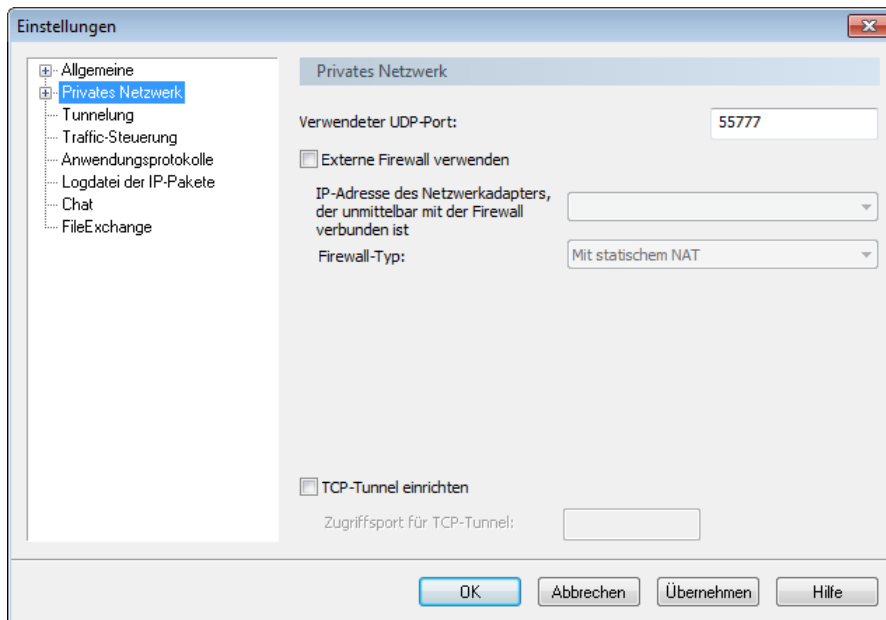 Einstellungen
Allgemeine
Privates Netzwerk
Tunnelung
Traffic-Steuerung
Anwendungsprotokolle
Logdatei der IP-Pakete
Chat
FileExchange
Privates Netzwerk
Verwendeter UDP-Port: 55777
Externe Firewall verwenden
IP-Adresse des Netzwerkadapters,
der unmittelbar mit der Firewall
verbunden ist
Firewall-Typ: Mit statischem NAT
TCP-Tunnel einrichten
Zugriffsport für TCP-Tunnel:
OK Abbrechen Übernehmen Hilfe